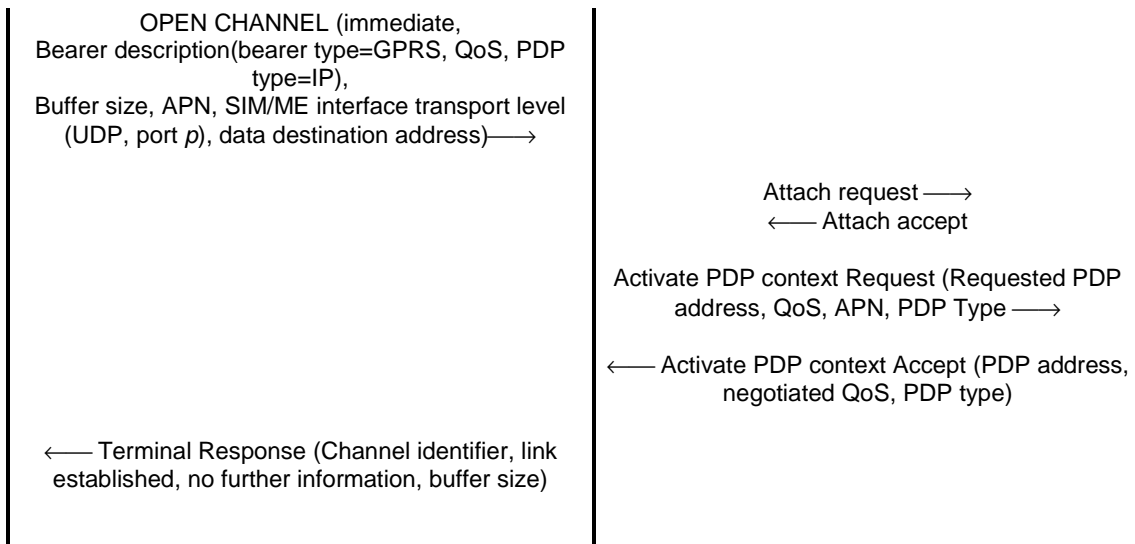 OPEN CHANNEL (immediate,
Bearer description(bearer type=GPRS, QoS, PDP
type=IP),
Buffer size, APN, SIM/ME interface transport level
(UDP, port p), data destination address)——→
Attach request ——→
←—— Attach accept
Activate PDP context Request (Requested PDP
address, QoS, APN, PDP Type ——→
←—— Activate PDP context Accept (PDP address,
negotiated QoS, PDP type)
←—— Terminal Response (Channel identifier, link
established, no further information, buffer size)